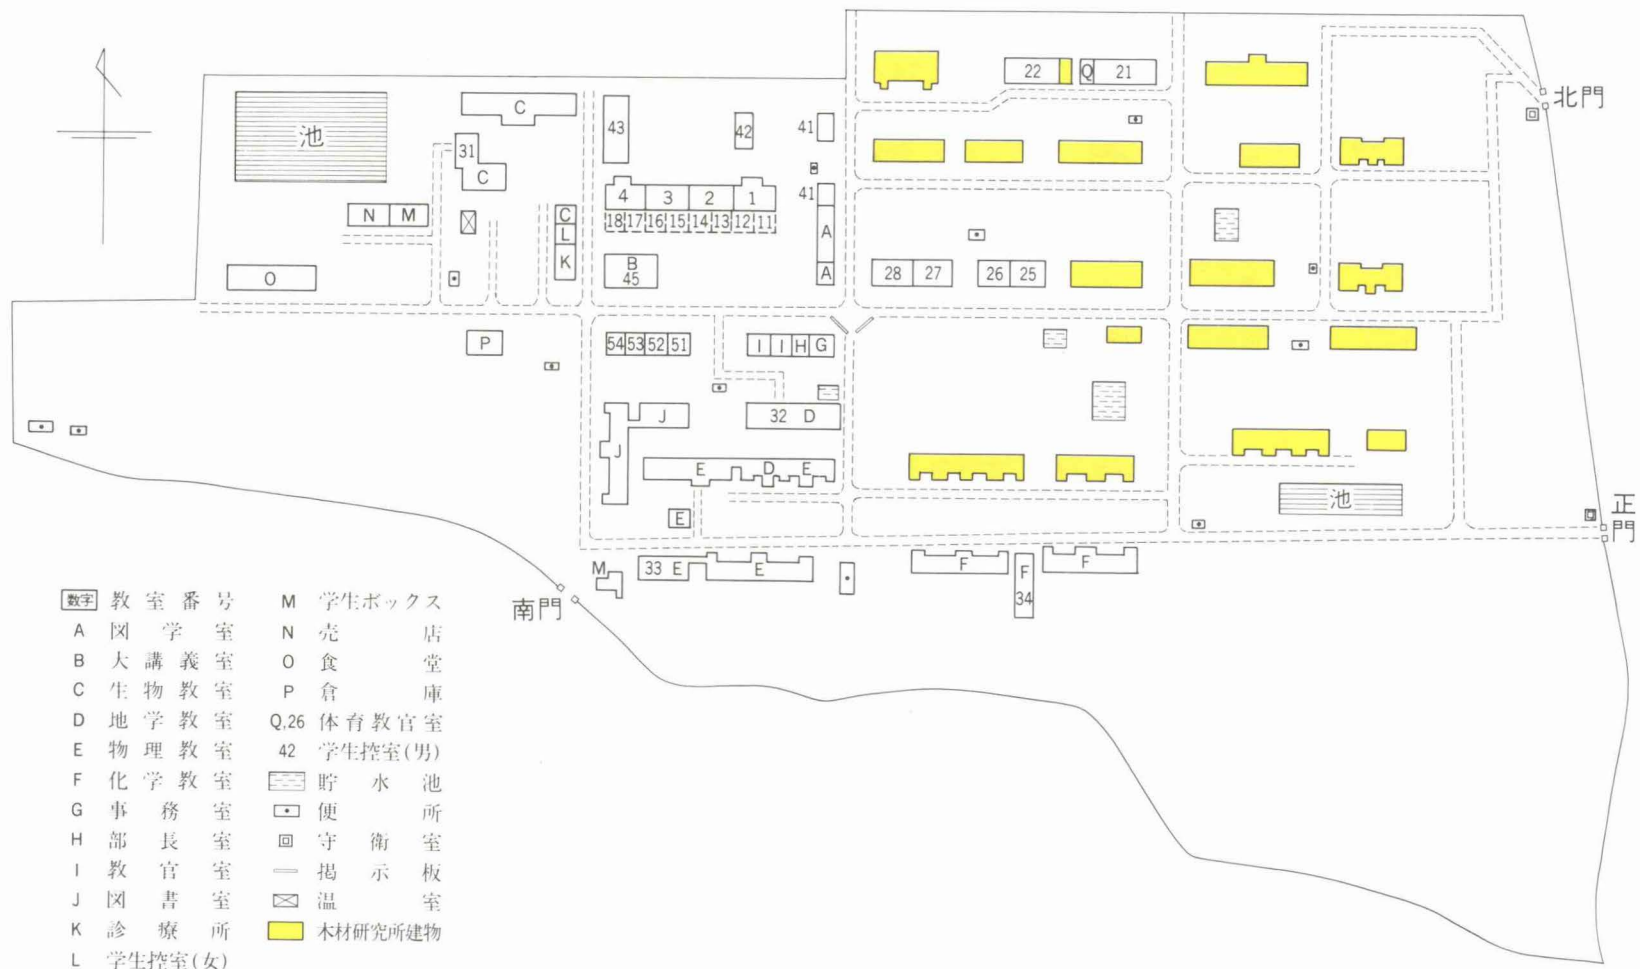 22
Q 21
北門
池
C
43
42
41
31
C
41
4 3 2 1
18 17 16 15 14 13 12 11
N M
C
L
K
A
A
B
45
O
28 27
26 25
P
54 53 52 51
I I H G
J
32 D
J
E D E
池
正門
E
M
33 E
E
F
F
34
F
南門
数字 教室番号
A 図学室
B 大講義室
C 生物教室
D 地学教室
E 物理教室
F 化学教室
G 事務室
H 部長室
I 教官室
J 図書室
K 診療所
L 学生控室(女)
M 学生ボックス
N 売店
O 食堂
P 倉庫
Q,26 体育教官室
42 学生控室(男)
貯水池
便所
守衛室
掲示板
温室
木材研究所建物